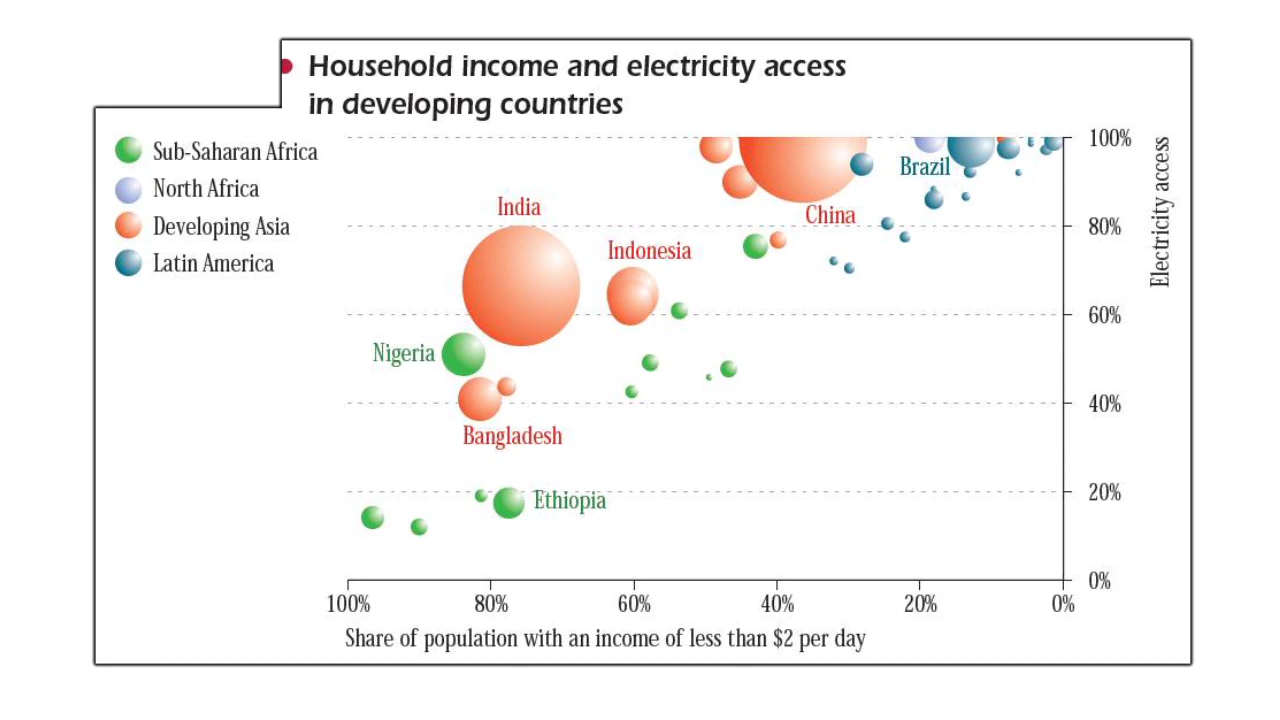 Household income and electricity access
in developing countries
Sub-Saharan Africa
North Africa
Developing Asia
Latin America
India
Indonesia
China
Brazil
Nigeria
Bangladesh
Ethiopia
100%
80%
60%
40%
20%
0%
Electricity access
100%
80%
60%
40%
20%
0%
Share of population with an income of less than $2 per day